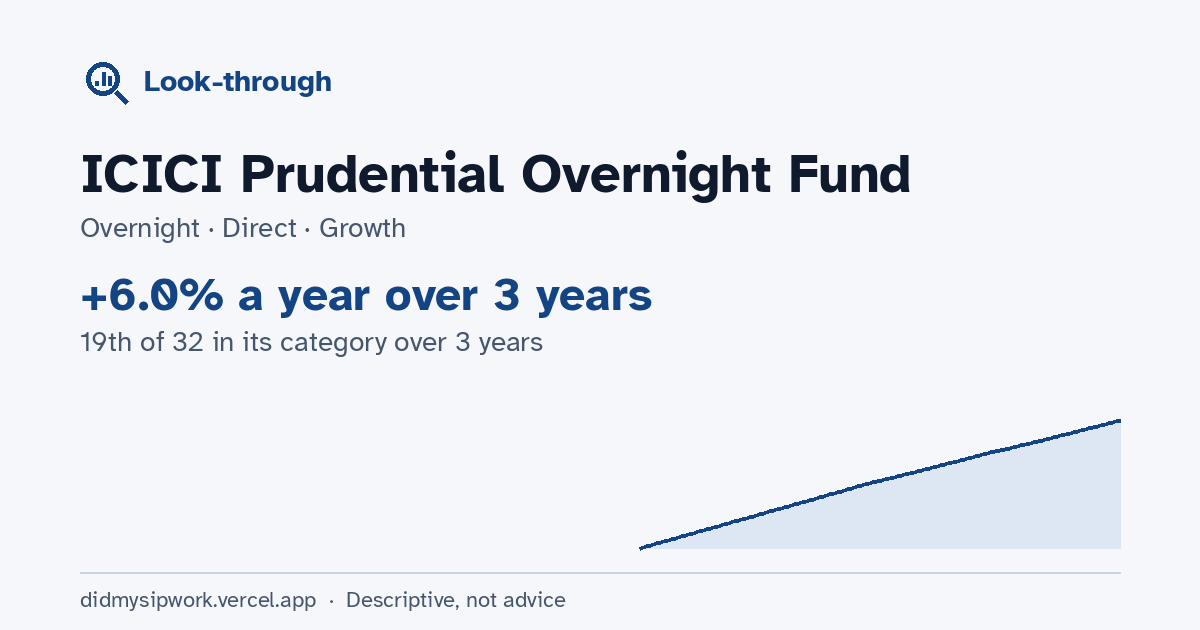 Look-through
ICICI Prudential Overnight Fund
Overnight · Direct · Growth
+6.0% a year over 3 years
19th of 32 in its category over 3 years
didmysipwork.vercel.app · Descriptive, not advice